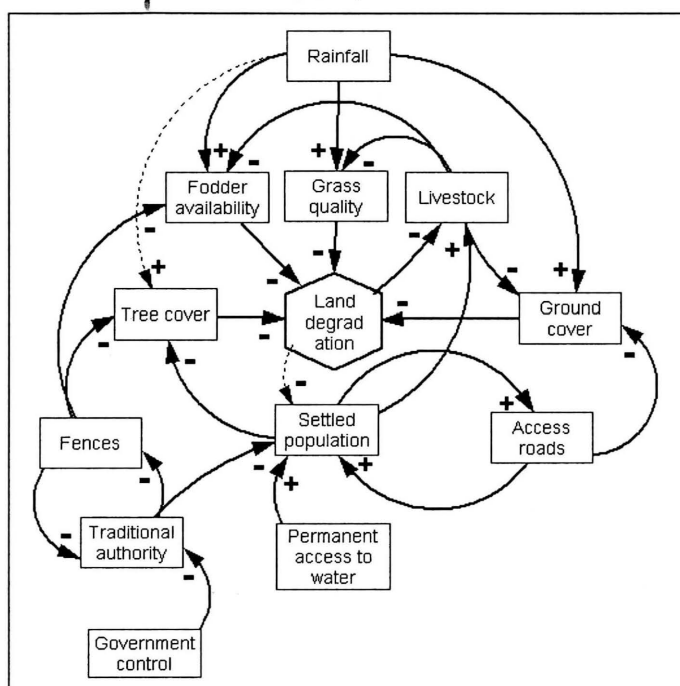 Rainfall
+
-
+
-
Fodder
availability
Grass
quality
Livestock
-
+
-
-
-
+
-
+
Tree cover
-
-
Land
degrad
ation
-
Ground
cover
-
-
-
-
Settled
population
+
Access
roads
Fences
-
-
+
+
-
Traditional
authority
-
Permanent
access to
water
Government
control